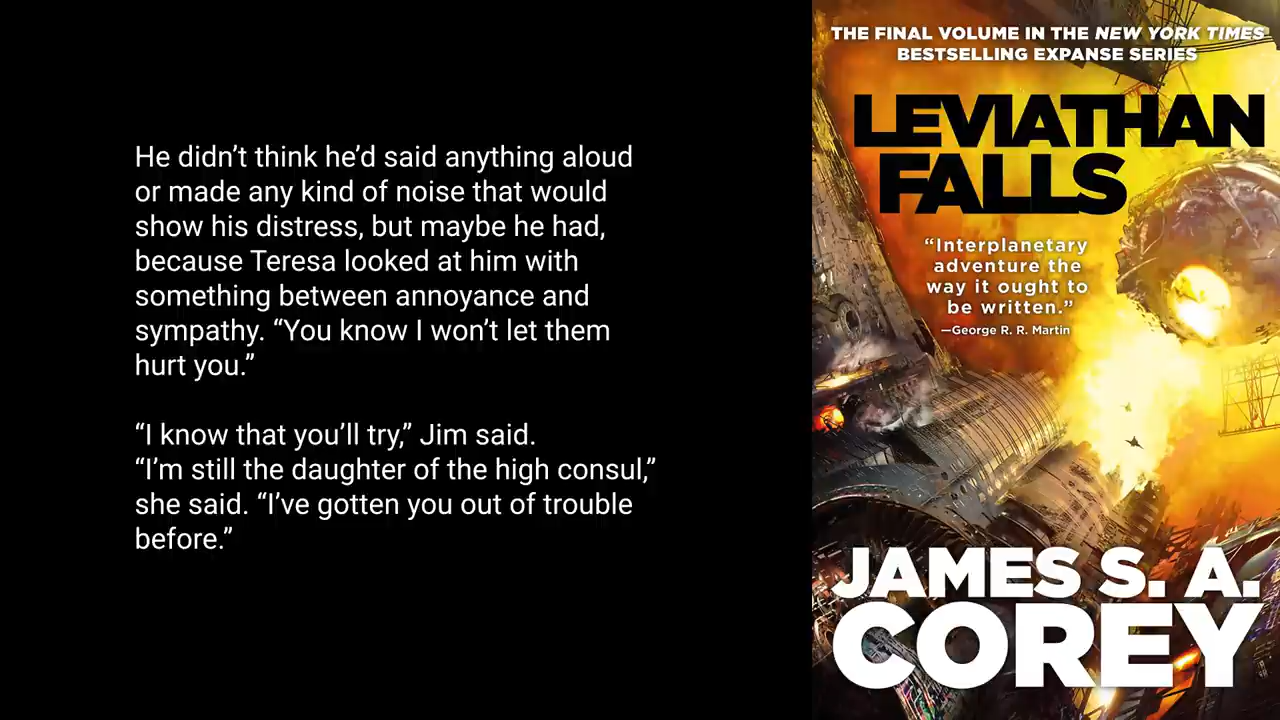 He didn’t think he’d said anything aloud
or made any kind of noise that would
show his distress, but maybe he had,
because Teresa looked at him with
something between annoyance and
sympathy. “You know I won’t let them
hurt you.”
“I know that you’ll try,” Jim said.
“I’m still the daughter of the high consul,”
she said. “I’ve gotten you out of trouble
before.”
THE FINAL VOLUME IN THE NEW YORK TIMES
BESTSELLING EXPANSE SERIES
LEVIATHAN
FALLS
“Interplanetary
adventure the
way it ought to
be written.”
—George R. R. Martin
JAMES S. A.
COREY